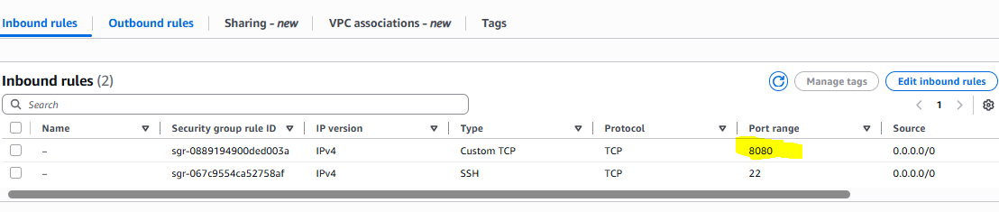 Inbound rules Outbound rules Sharing - new VPC associations - new Tags
Inbound rules (2)
Manage tags Edit inbound rules
Search
1
Name Security group rule ID IP version Type Protocol Port range Source
– sgr-0889194900ded003a IPv4 Custom TCP TCP 8080 0.0.0.0/0
– sgr-067c9554ca52758af IPv4 SSH TCP 22 0.0.0.0/0